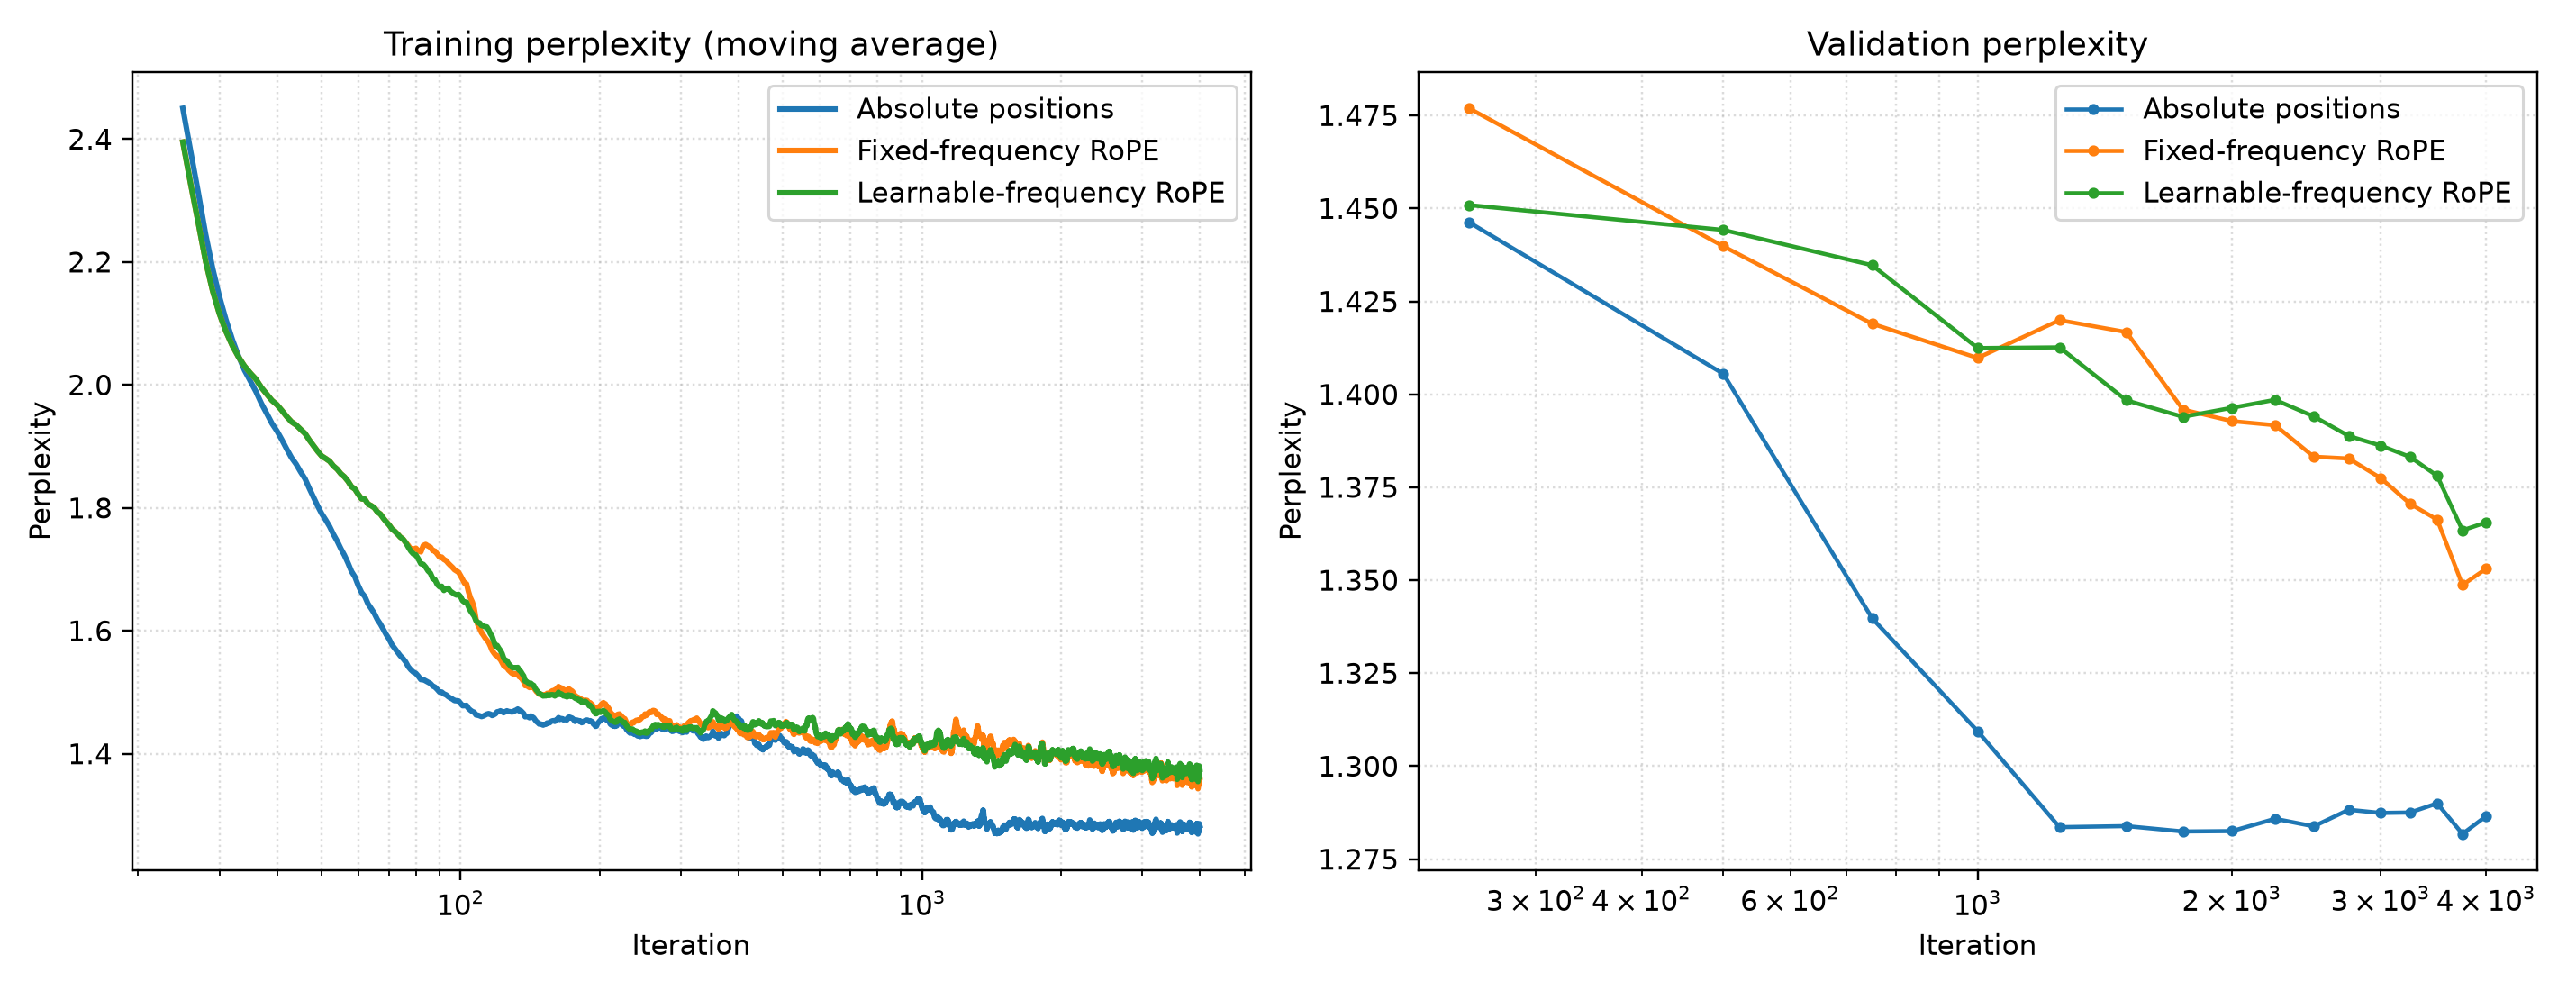 Training perplexity (moving average)
Perplexity
2.4
2.2
2.0
1.8
1.6
1.4
10²
10³
Iteration
Absolute positions
Fixed-frequency RoPE
Learnable-frequency RoPE
Validation perplexity
Perplexity
1.475
1.450
1.425
1.400
1.375
1.350
1.325
1.300
1.275
3 × 10² 4 × 10² 6 × 10² 10³ 2 × 10³ 3 × 10³ 4 × 10³
Iteration
Absolute positions
Fixed-frequency RoPE
Learnable-frequency RoPE